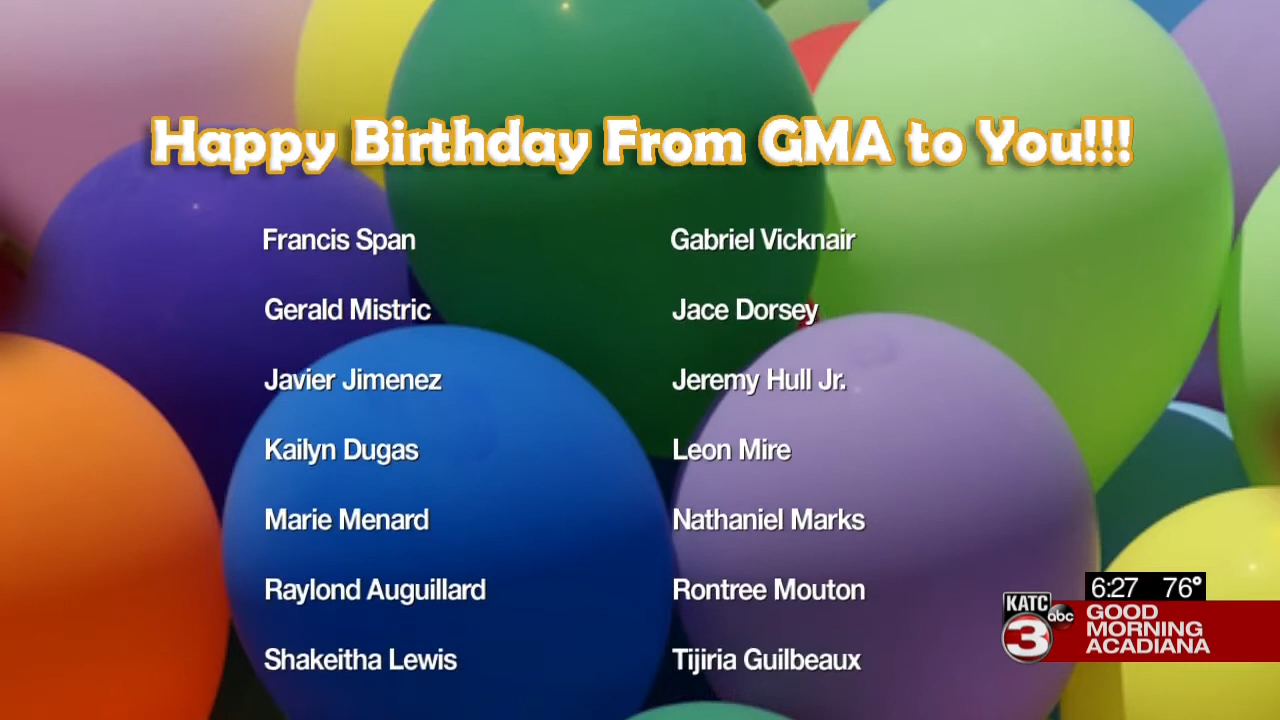 Happy Birthday From GMA to You!!!
Francis Span
Gerald Mistric
Javier Jimenez
Kailyn Dugas
Marie Menard
Raylond Auguillard
Shakeitha Lewis
Gabriel Vicknair
Jace Dorsey
Jeremy Hull Jr.
Leon Mire
Nathaniel Marks
Rontree Mouton
Tijiria Guilbeaux
6:27 76°
KATC
abc
3
GOOD
MORNING
ACADIANA